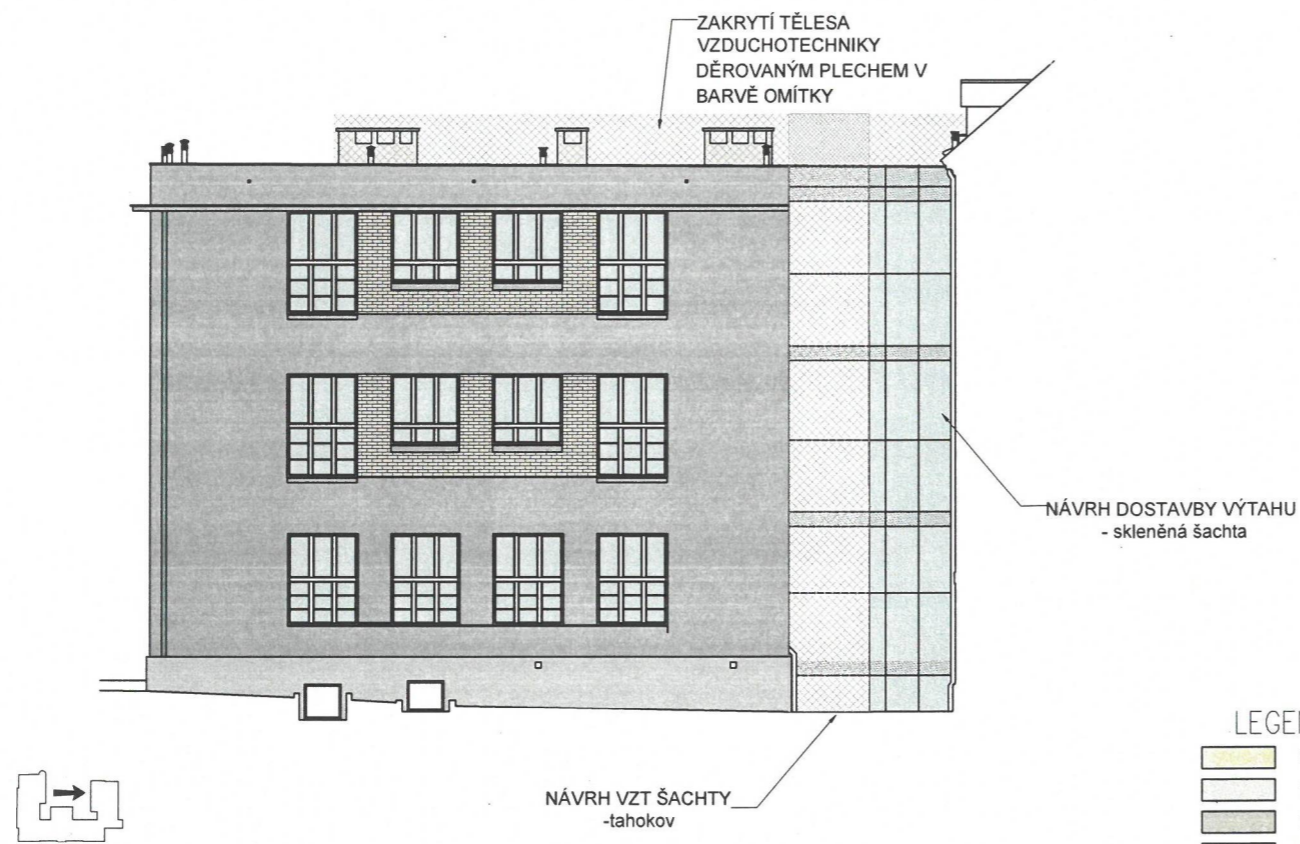 ZAKRYTÍ TĚLESA
VZDUCHOTECHNIKY
DĚROVANÝM PLECHEM V
BARVĚ OMÍTKY
NÁVRH DOSTAVBY VÝTAHU
- skleněná šachta
NÁVRH VZT ŠACHTY
-tahokov